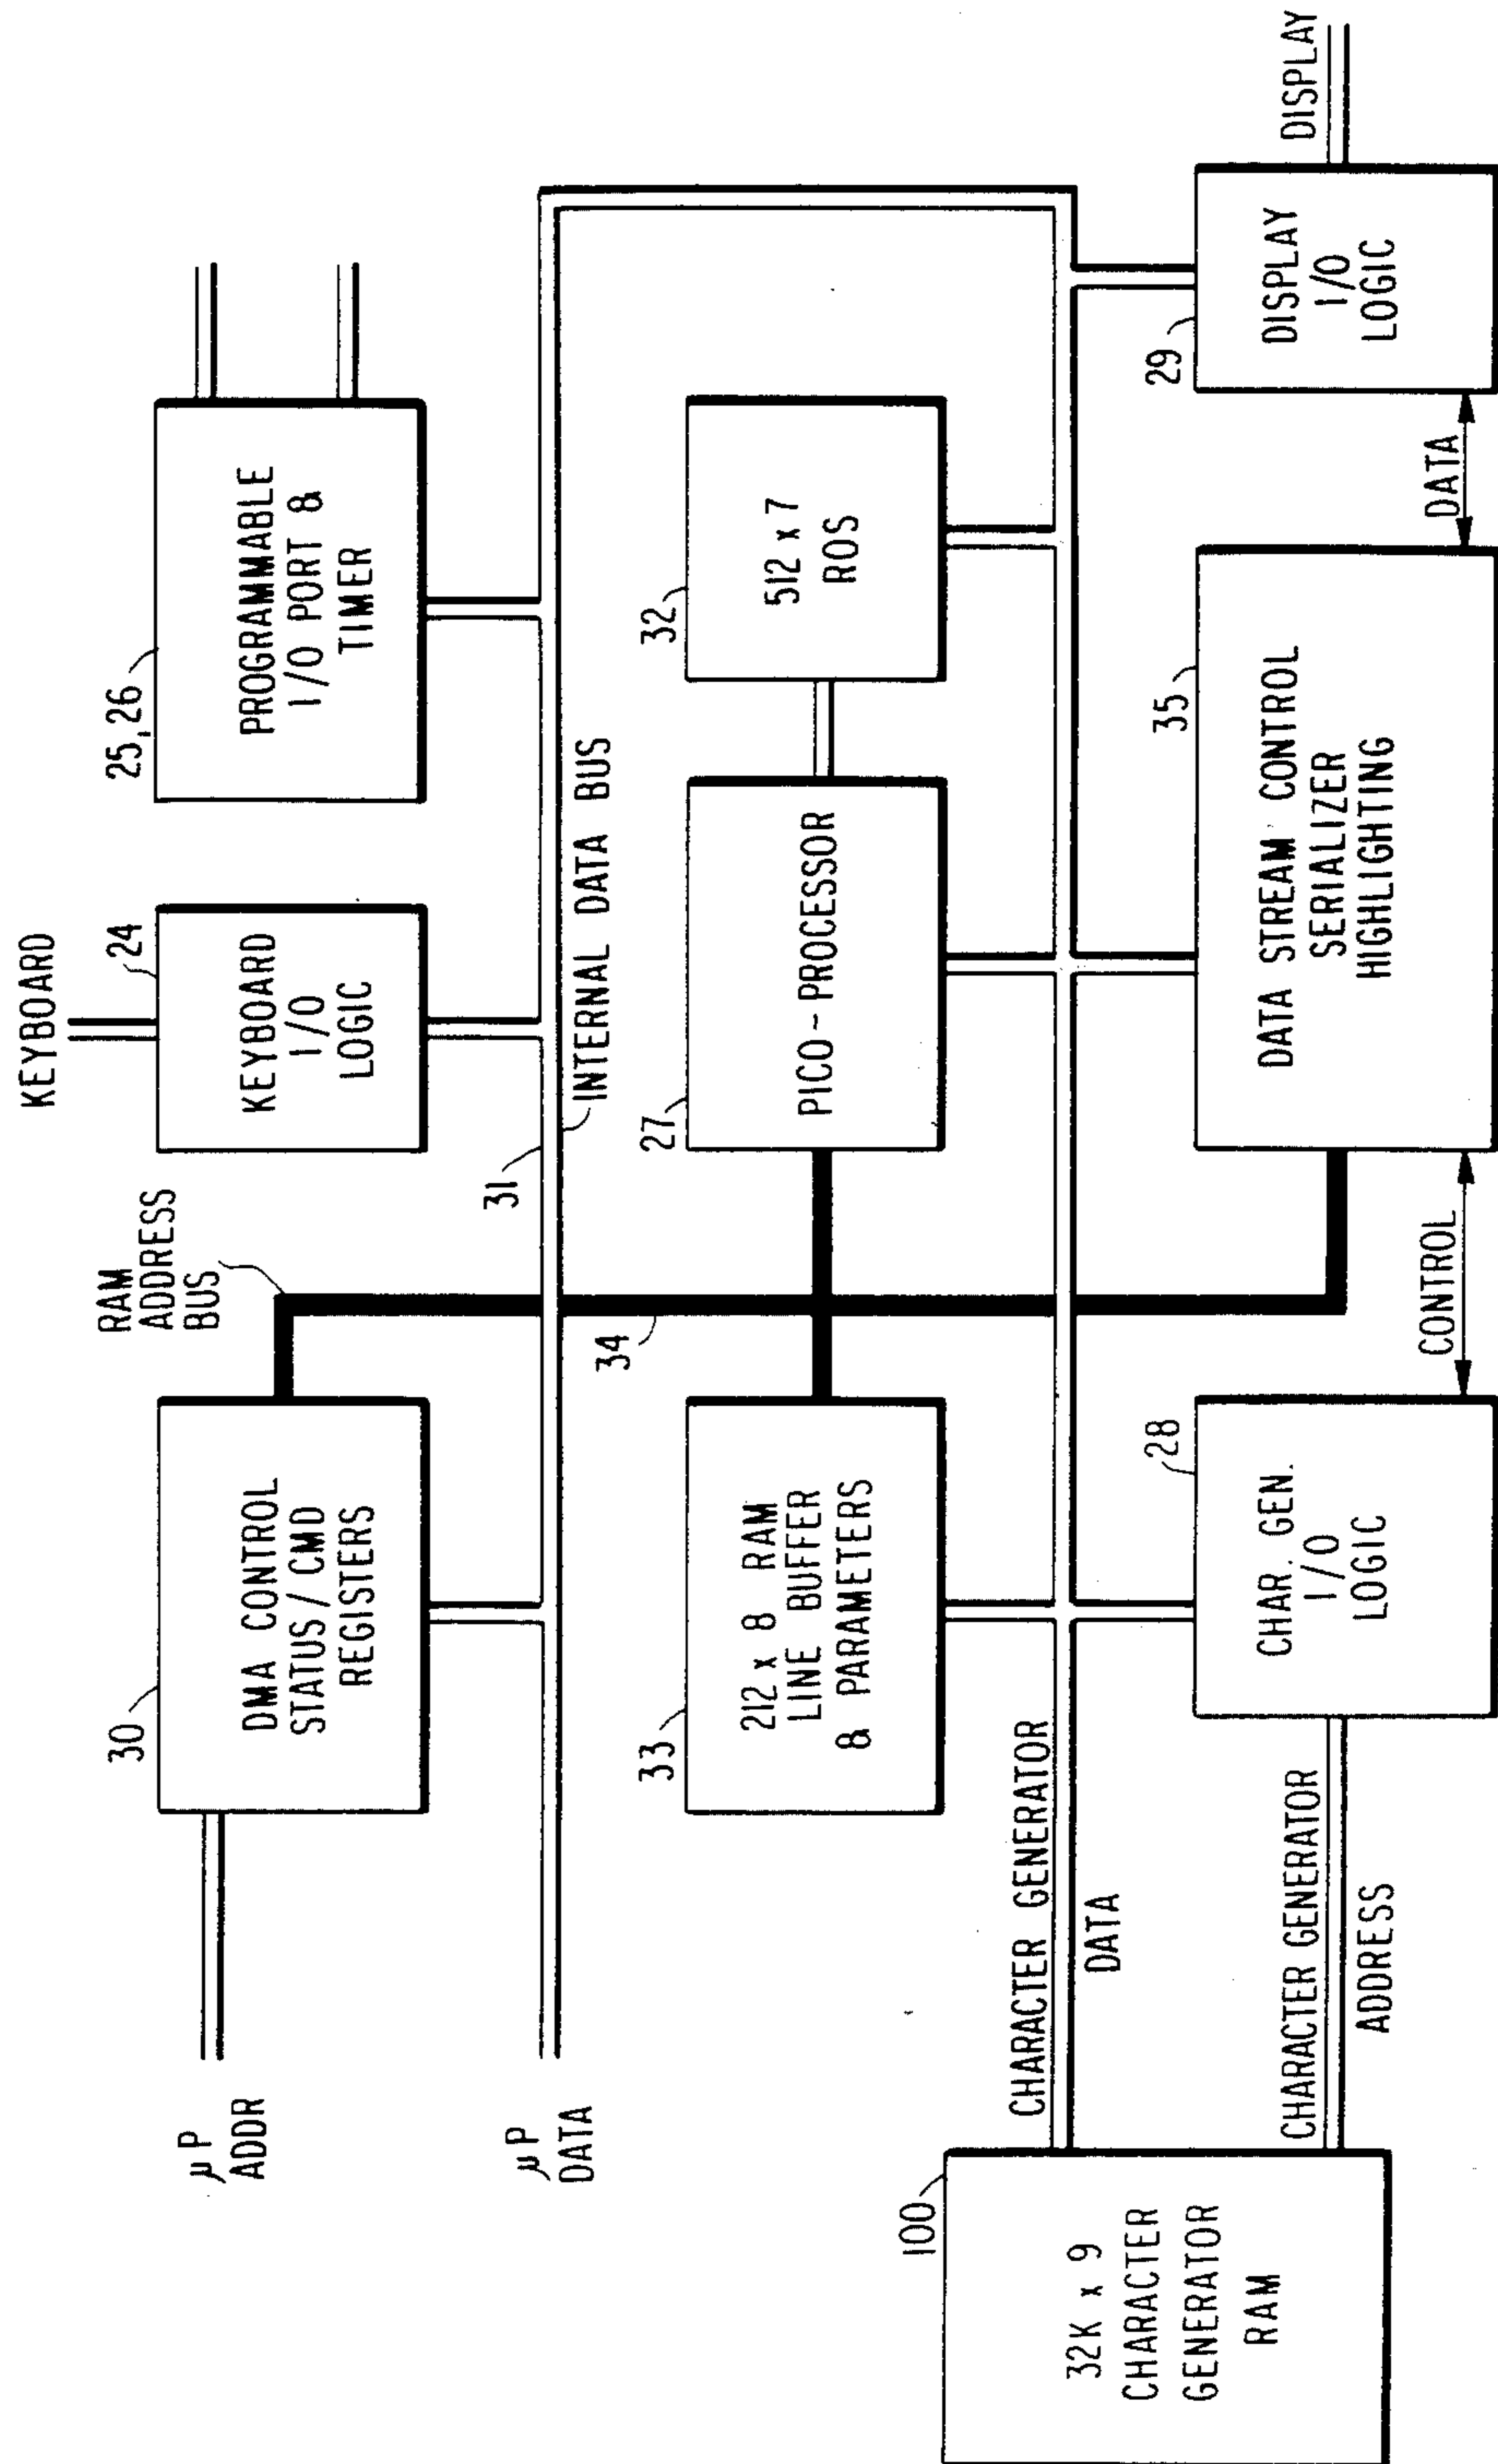 KEYBOARD
RAM
ADDRESS
BUS
30
DMA CONTROL
STATUS / CMD
REGISTERS
24
KEYBOARD
I/O
LOGIC
25, 26
PROGRAMMABLE
I/O PORT &
TIMER
µP
ADDR
µP
DATA
31
INTERNAL DATA BUS
34
33
212 x 8 RAM
LINE BUFFER
& PARAMETERS
27
PICO-PROCESSOR
32
512 x 7
ROS
100
32K x 9
CHARACTER
GENERATOR
RAM
CHARACTER GENERATOR
DATA
CHARACTER GENERATOR
ADDRESS
28
CHAR. GEN.
I/O
LOGIC
CONTROL
35
DATA STREAM CONTROL
SERIALIZER
HIGHLIGHTING
DATA
29
DISPLAY
I/O
LOGIC
DISPLAY